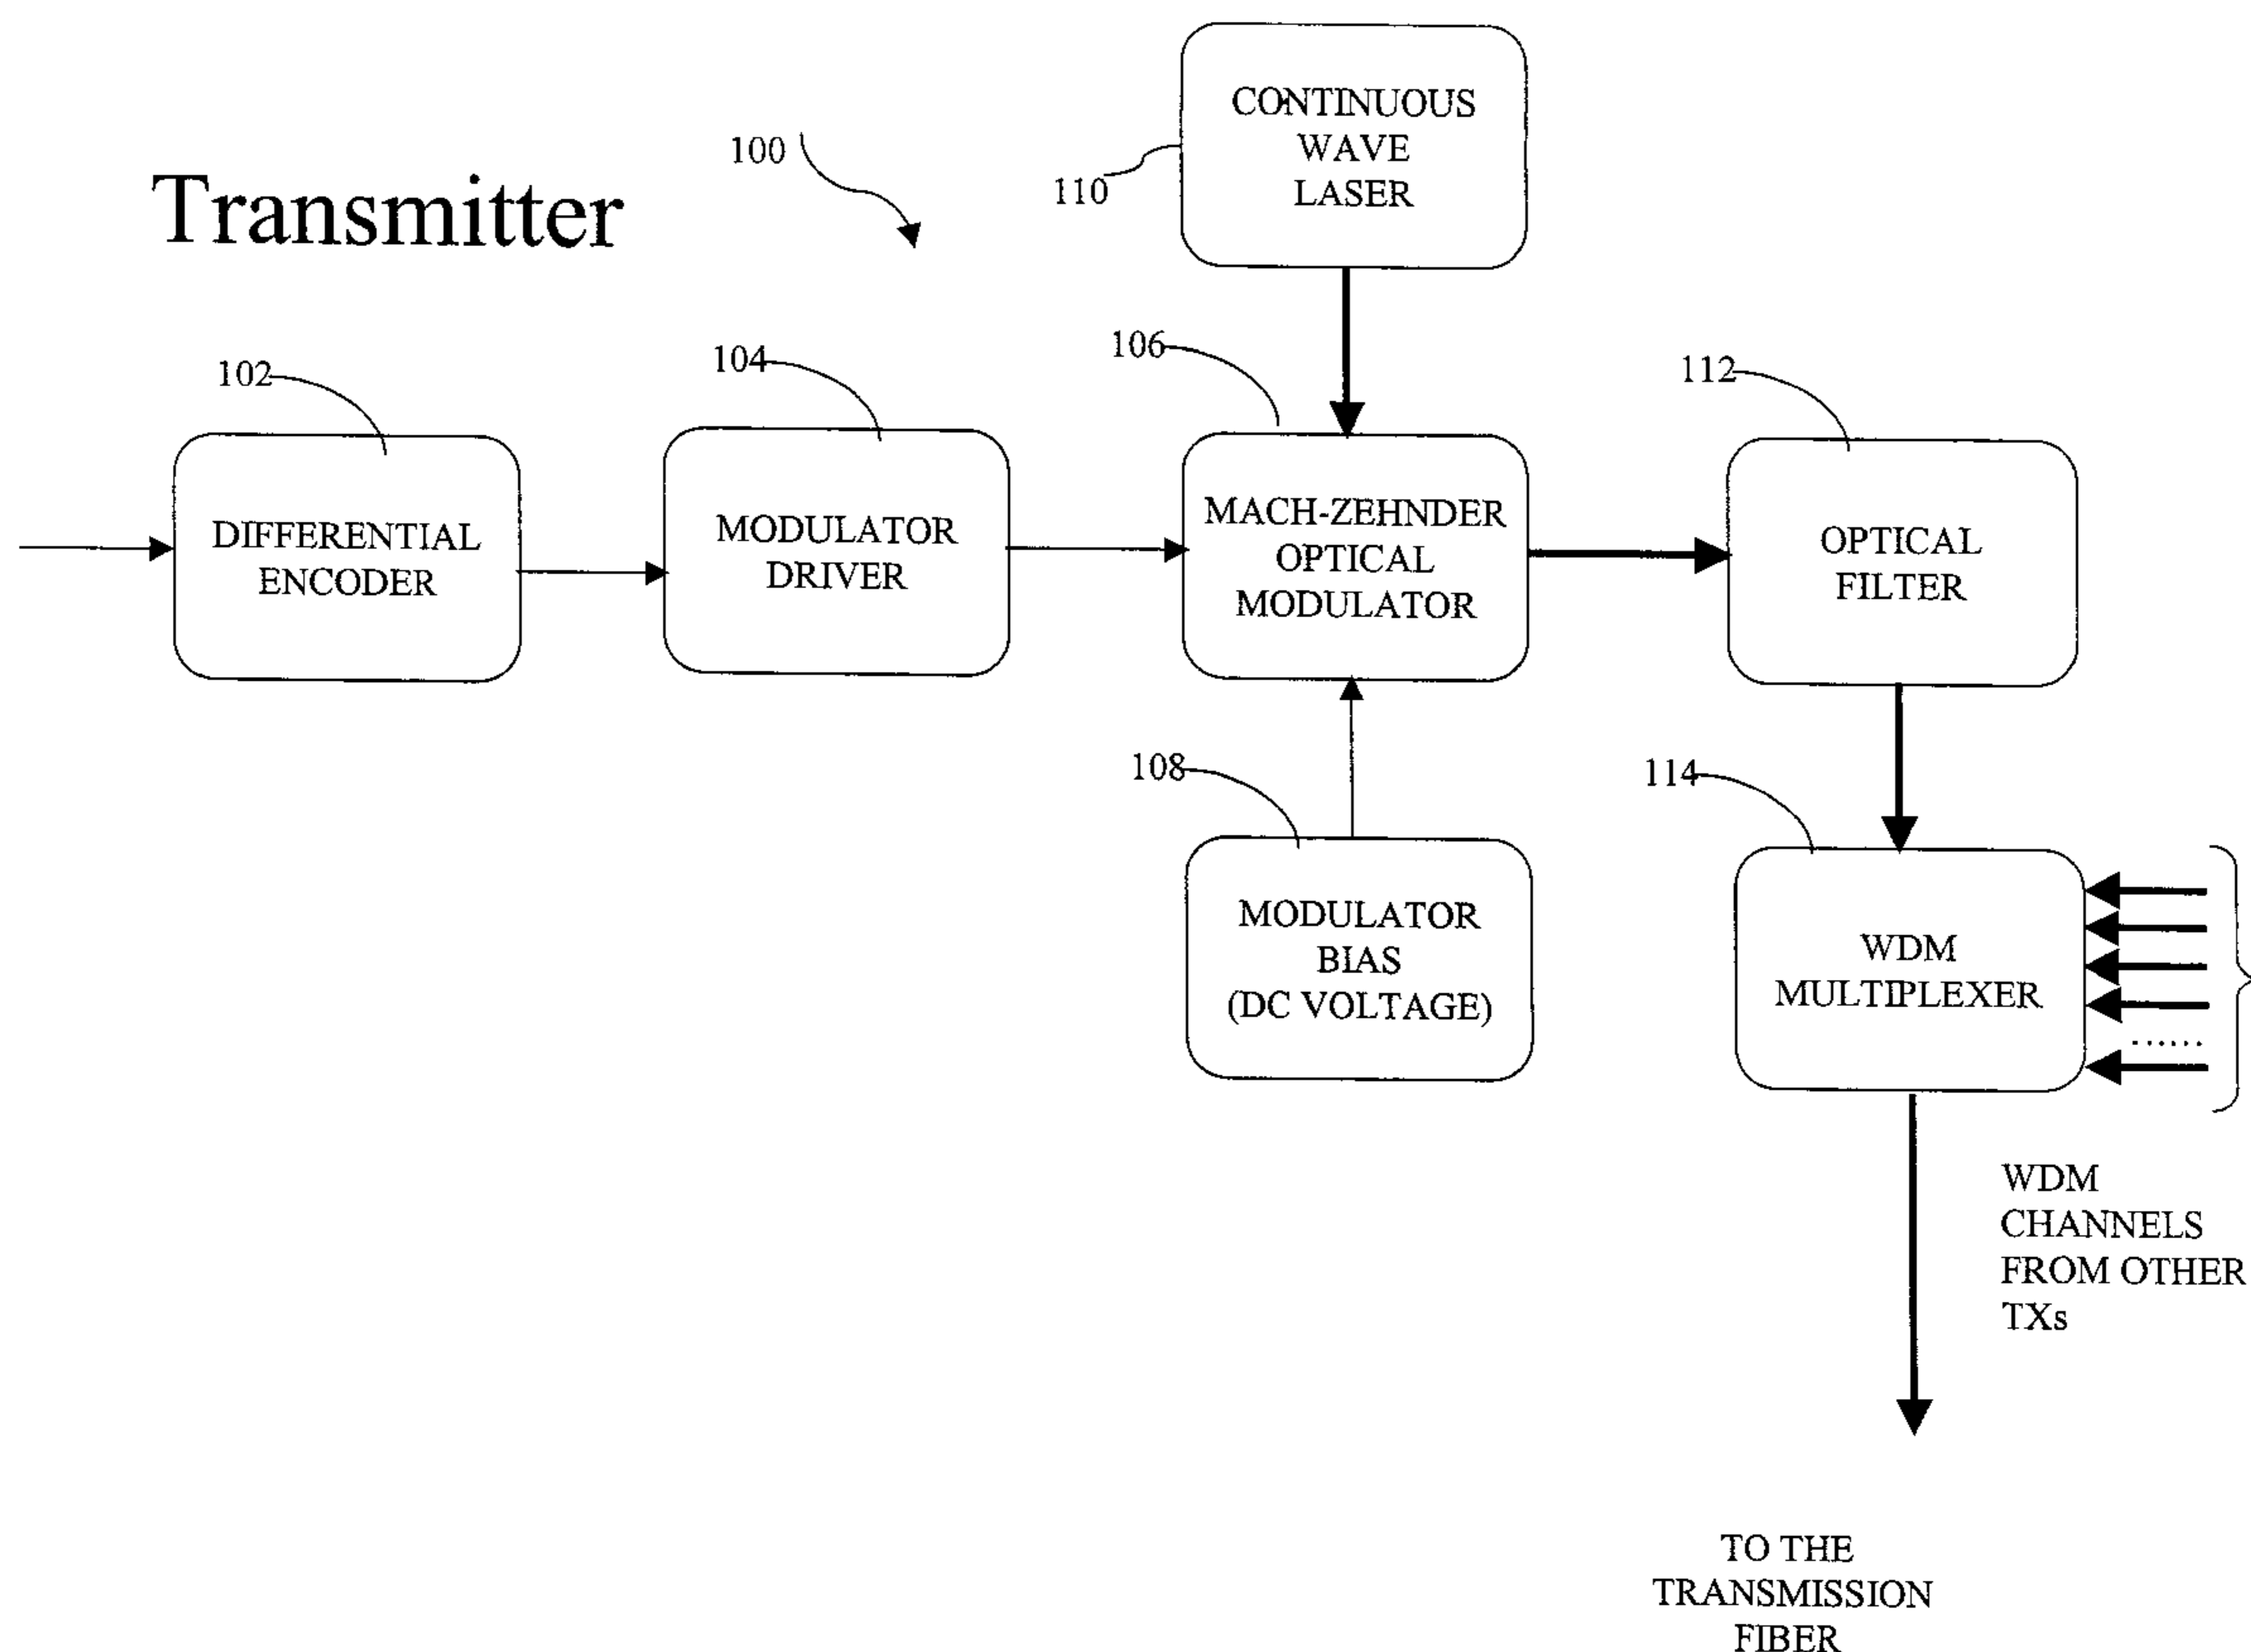 Transmitter
100
110
CONTINUOUS
WAVE
LASER
102
DIFFERENTIAL
ENCODER
104
MODULATOR
DRIVER
106
MACH-ZEHNDER
OPTICAL
MODULATOR
112
OPTICAL
FILTER
108
MODULATOR
BIAS
(DC VOLTAGE)
114
WDM
MULTIPLEXER
......
WDM
CHANNELS
FROM OTHER
TXs
TO THE
TRANSMISSION
FIBER